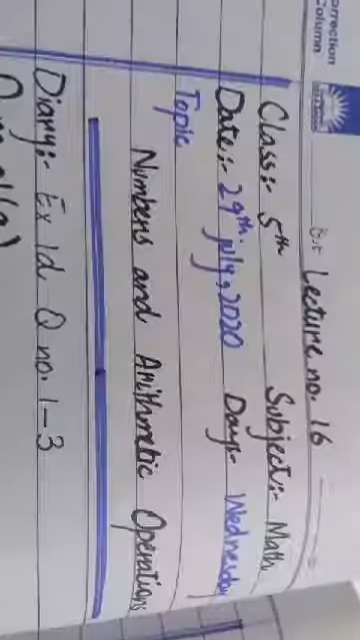 Correction
Column
Lecture no. 16
Class:- 5th Subject:- Math
Date:- 29th, July, 2020 Day:- Wednesday
Topic
Numbers and Arithmetic Operations
Diary:- Ex 1d Q no. 1-3